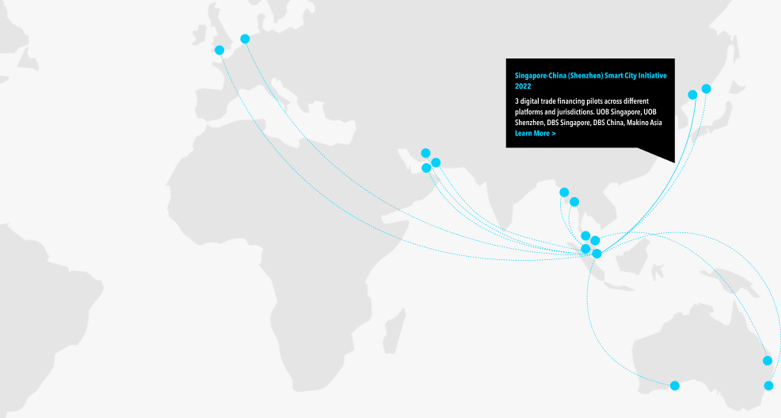 Singapore-China (Shenzhen) Smart City Initiative
2022
3 digital trade financing pilots across different
platforms and jurisdictions. UOB Singapore, UOB
Shenzhen, DBS Singapore, DBS China, Makino Asia
Learn More >